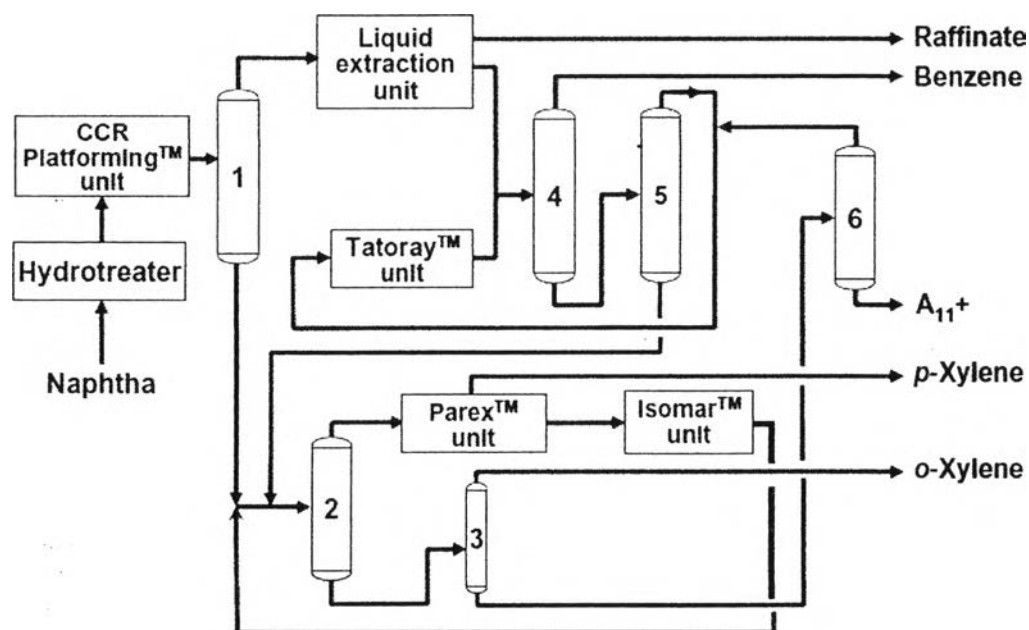 Liquid
extraction
unit
Raffinate
Benzene
CCR
Platforming™
unit
1
4
5
6
Tatoray™
unit
Hydrotreater
A₁₁+
Naphtha
p-Xylene
Parex™
unit
Isomar™
unit
o-Xylene
2
3